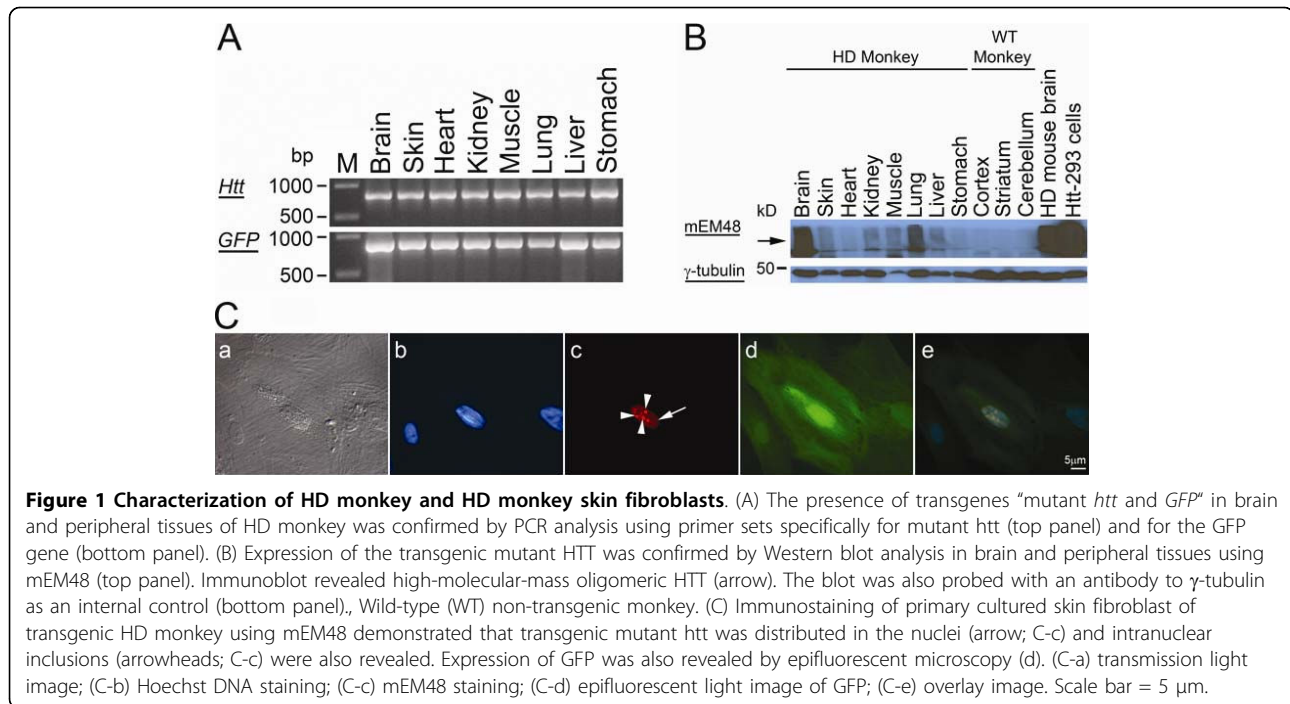 A
bp
M
Brain
Skin
Heart
Kidney
Muscle
Lung
Liver
Stomach
Htt
1000
500
GFP
1000
500
B
HD Monkey
WT
Monkey
kD
Brain
Skin
Heart
Kidney
Muscle
Lung
Liver
Stomach
Cortex
Striatum
Cerebellum
HD mouse brain
Htt-293 cells
mEM48
γ-tubulin
50
C
a
b
c
d
e
5μm
Figure 1 Characterization of HD monkey and HD monkey skin fibroblasts. (A) The presence of transgenes "mutant htt and GFP" in brain
and peripheral tissues of HD monkey was confirmed by PCR analysis using primer sets specifically for mutant htt (top panel) and for the GFP
gene (bottom panel). (B) Expression of the transgenic mutant HTT was confirmed by Western blot analysis in brain and peripheral tissues using
mEM48 (top panel). Immunoblot revealed high-molecular-mass oligomeric HTT (arrow). The blot was also probed with an antibody to γ-tubulin
as an internal control (bottom panel)., Wild-type (WT) non-transgenic monkey. (C) Immunostaining of primary cultured skin fibroblast of
transgenic HD monkey using mEM48 demonstrated that transgenic mutant htt was distributed in the nuclei (arrow; C-c) and intranuclear
inclusions (arrowheads; C-c) were also revealed. Expression of GFP was also revealed by epifluorescent microscopy (d). (C-a) transmission light
image; (C-b) Hoechst DNA staining; (C-c) mEM48 staining; (C-d) epifluorescent light image of GFP; (C-e) overlay image. Scale bar = 5 μm.